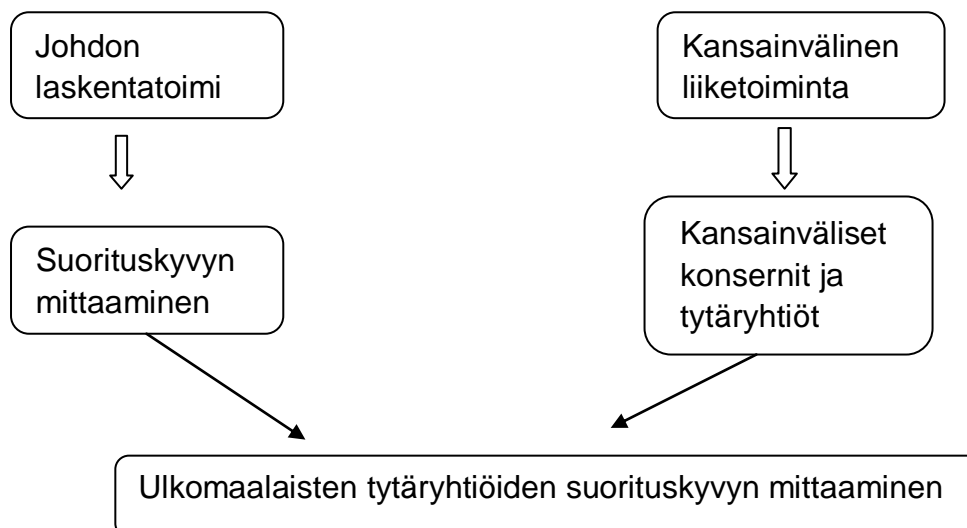 Johdon
laskentatoimi
Kansainvälinen
liiketoiminta
Suorituskyvyn
mittaaminen
Kansainväliset
konsernit ja
tytäryhtiöt
Ulkomaalaisten tytäryhtiöiden suorituskyvyn mittaaminen